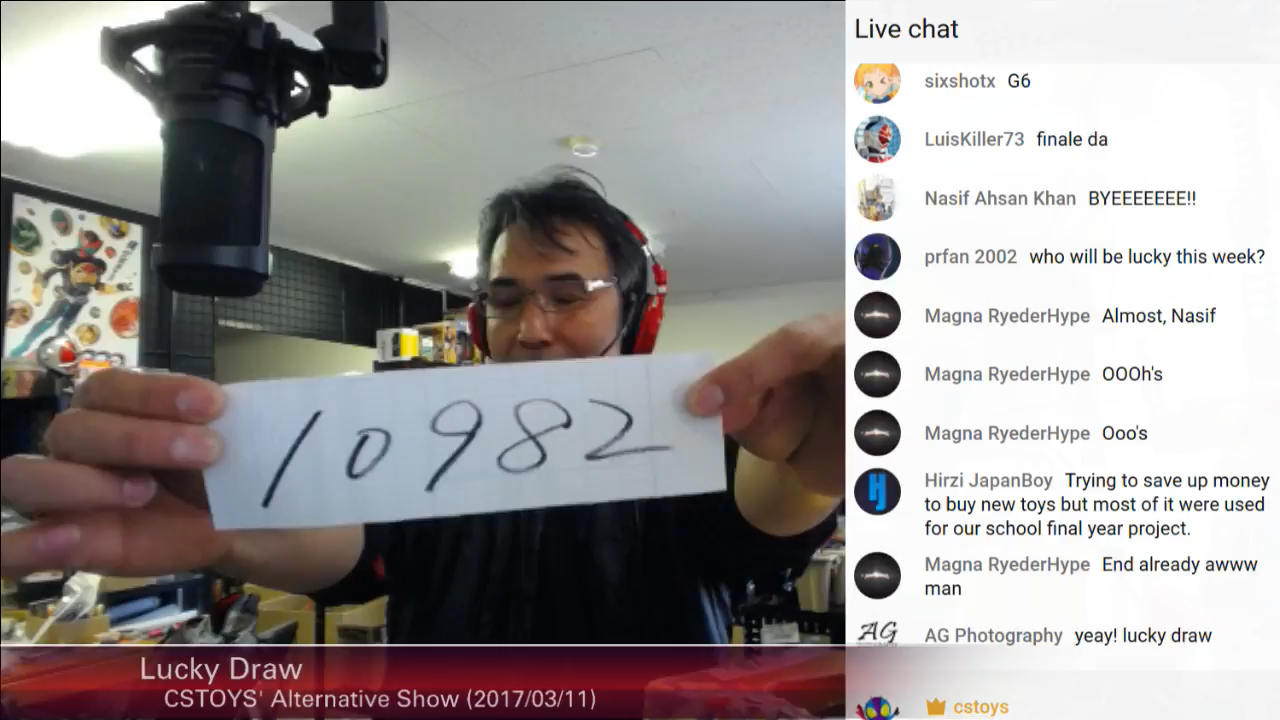 10982
Lucky Draw
CSTOYS' Alternative Show (2017/03/11)
Live chat
sixshotx G6
LuisKiller73 finale da
Nasif Ahsan Khan BYEEEEEEE!!
prfan 2002 who will be lucky this week?
Magna RyederHype Almost, Nasif
Magna RyederHype OOOh's
Magna RyederHype Ooo's
Hirzi JapanBoy Trying to save up money
to buy new toys but most of it were used
for our school final year project.
Magna RyederHype End already awww
man
AG
AG Photography yeay! lucky draw
cstoys